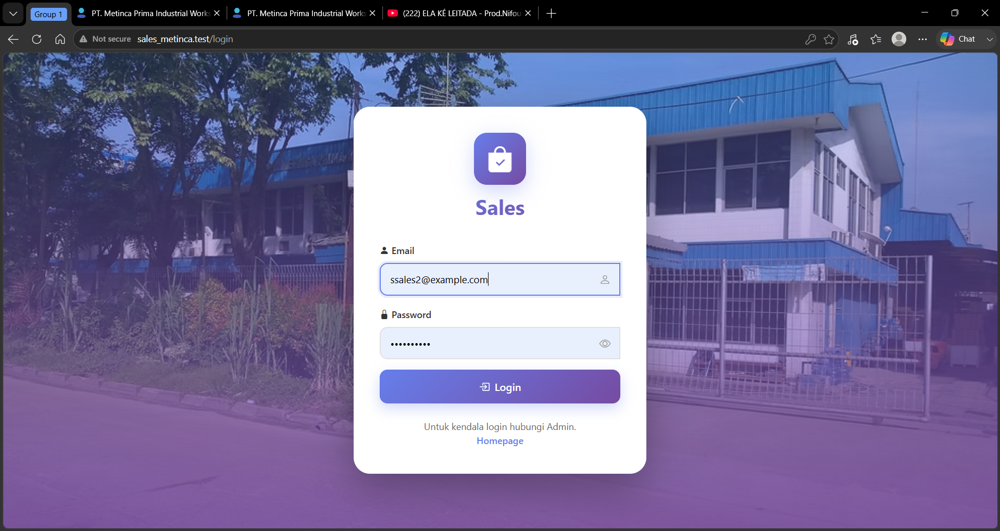 Group 1
PT. Metinca Prima Industrial Works
PT. Metinca Prima Industrial Works
(222) ELA KÉ LEITADA - Prod.Nifou
Not secure sales_metinca.test/login
Chat
Sales
Email
ssales2@example.com
Password
••••••••••
Login
Untuk kendala login hubungi Admin.
Homepage